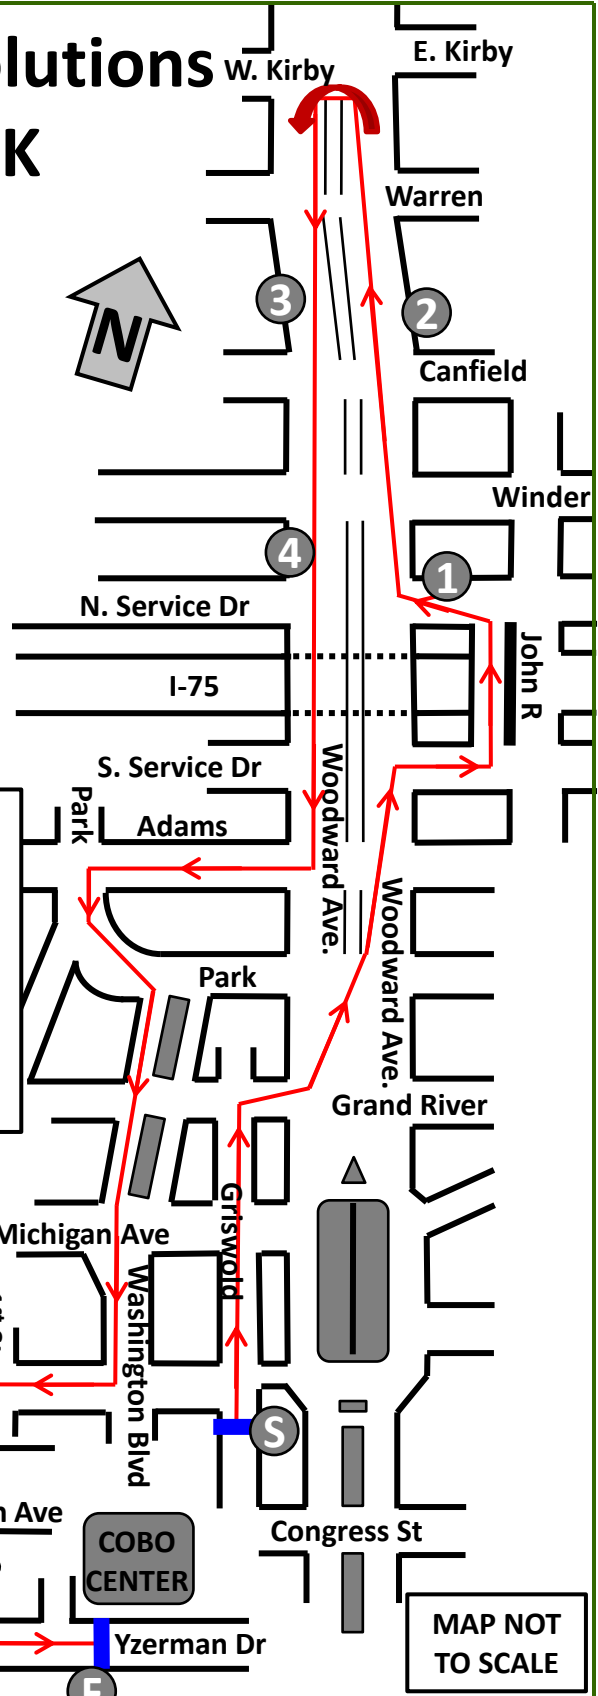 lutions
K
W. Kirby
E. Kirby
Warren
N
3
2
Canfield
Winder
4
1
N. Service Dr
John R
I-75
S. Service Dr
Woodward Ave.
Park
Adams
Woodward Ave.
Park
Grand River
Griswold
Michigan Ave
Washington Blvd
S
n Ave
Congress St
COBO
CENTER
Yzerman Dr
MAP NOT
TO SCALE
F